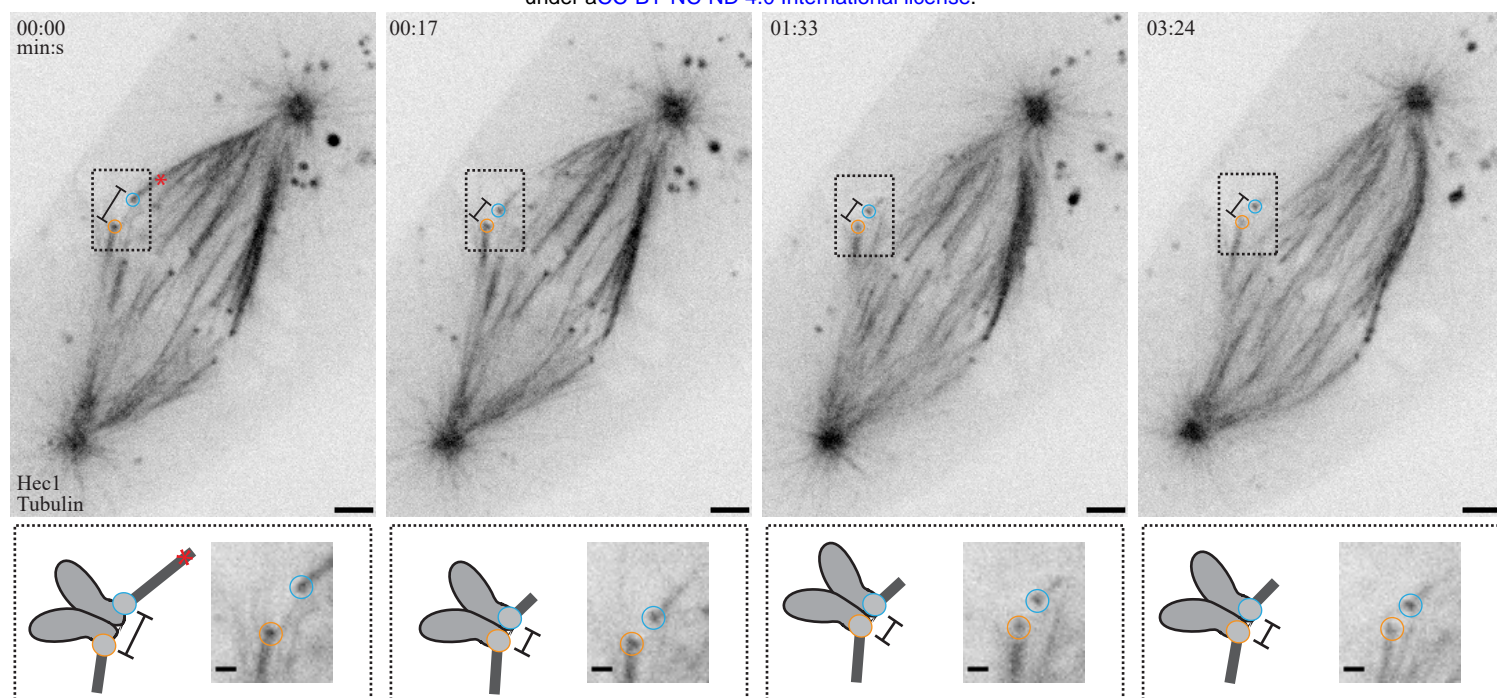 under aCC-BY-NC-ND 4.0 International license.
00:00
min:s
00:17
01:33
03:24
*
Hec1
Tubulin
*